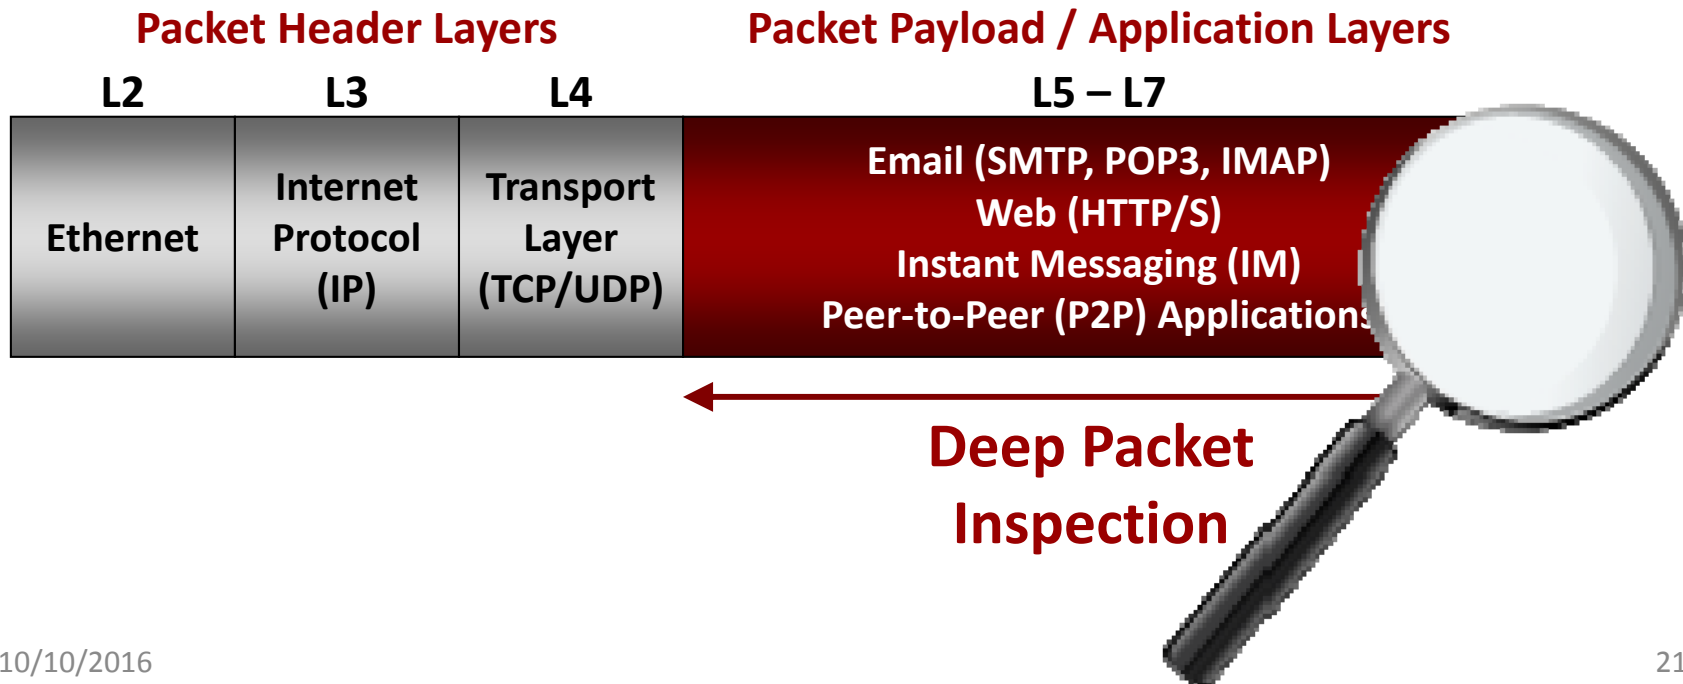 Packet Header Layers
Packet Payload / Application Layers
L2
L3
L4
L5 – L7
Ethernet
Internet
Protocol
(IP)
Transport
Layer
(TCP/UDP)
Email (SMTP, POP3, IMAP)
Web (HTTP/S)
Instant Messaging (IM)
Peer-to-Peer (P2P) Applications
Deep Packet
Inspection
10/10/2016
21